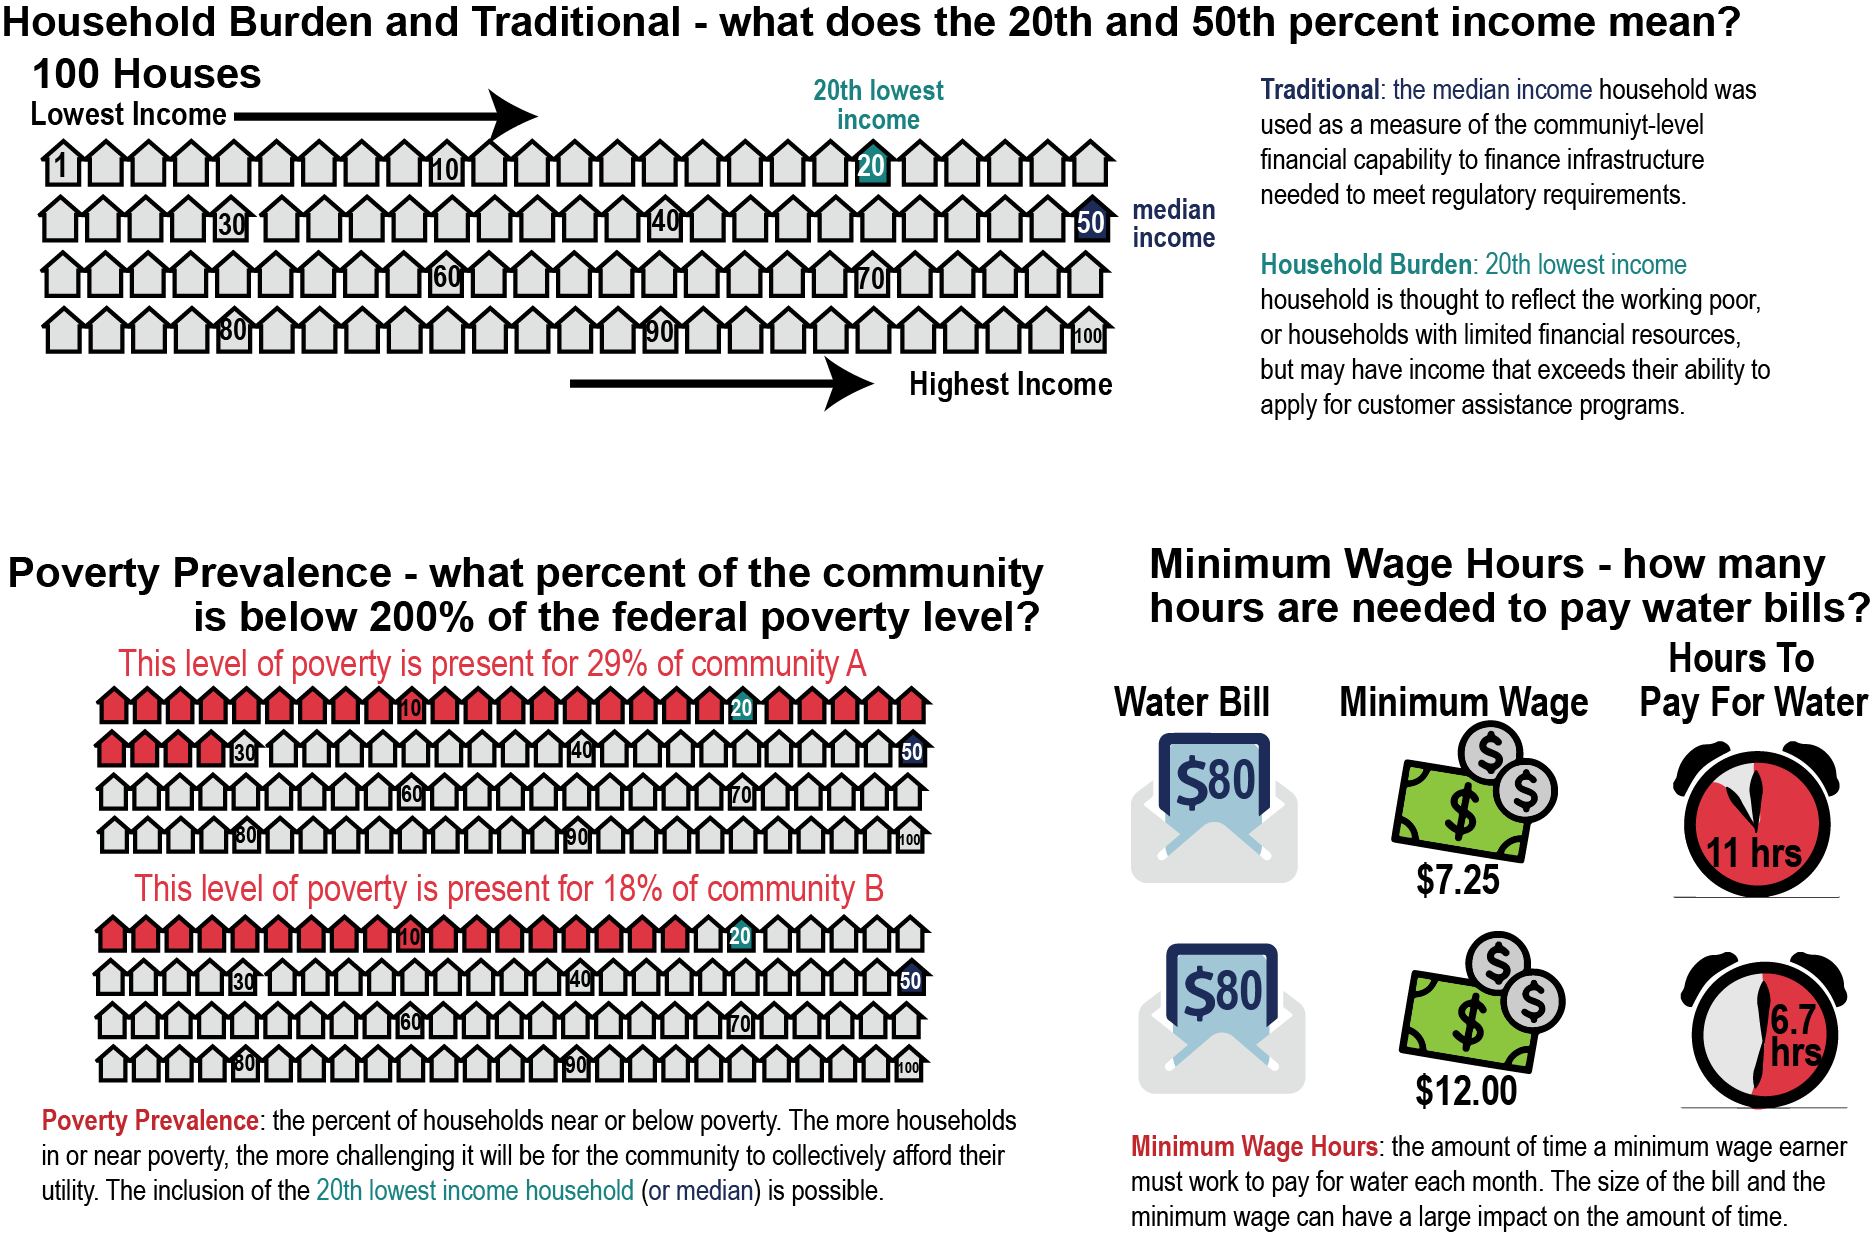 Household Burden and Traditional - what does the 20th and 50th percent income mean?
100 Houses
Lowest Income
20th lowest
income
1 10 20
30 40 50
median
income
60 70
80 90 100
Highest Income
Traditional: the median income household was
used as a measure of the communiyt-level
financial capability to finance infrastructure
needed to meet regulatory requirements.
Household Burden: 20th lowest income
household is thought to reflect the working poor,
or households with limited financial resources,
but may have income that exceeds their ability to
apply for customer assistance programs.
Poverty Prevalence - what percent of the community
is below 200% of the federal poverty level?
This level of poverty is present for 29% of community A
10 20
30 40 50
60 70
80 90 100
This level of poverty is present for 18% of community B
10 20
30 40 50
60 70
80 90 100
Poverty Prevalence: the percent of households near or below poverty. The more households
in or near poverty, the more challenging it will be for the community to collectively afford their
utility. The inclusion of the 20th lowest income household (or median) is possible.
Minimum Wage Hours - how many
hours are needed to pay water bills?
Water Bill
Minimum Wage
Hours To
Pay For Water
$80
$ $ $
$7.25
11 hrs
$80
$ $ $
$12.00
6.7
hrs
Minimum Wage Hours: the amount of time a minimum wage earner
must work to pay for water each month. The size of the bill and the
minimum wage can have a large impact on the amount of time.